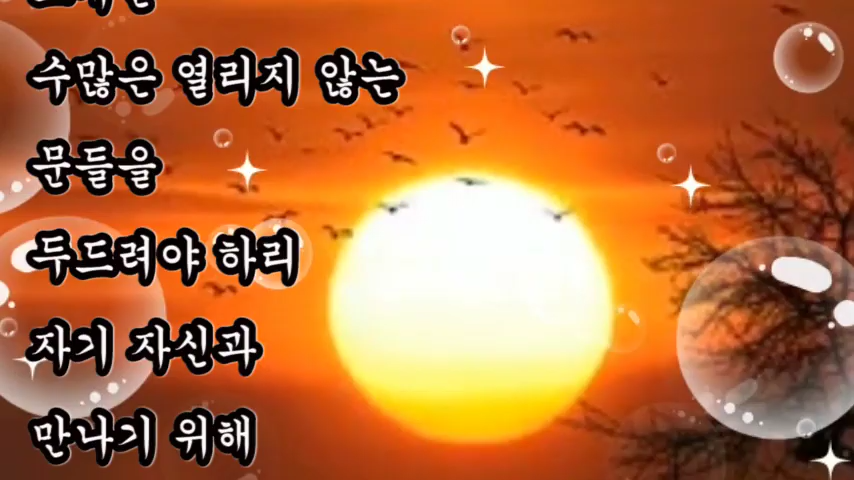 수많은 열리지 않는
문들을
두드려야 하리
자기 자신과
만나기 위해